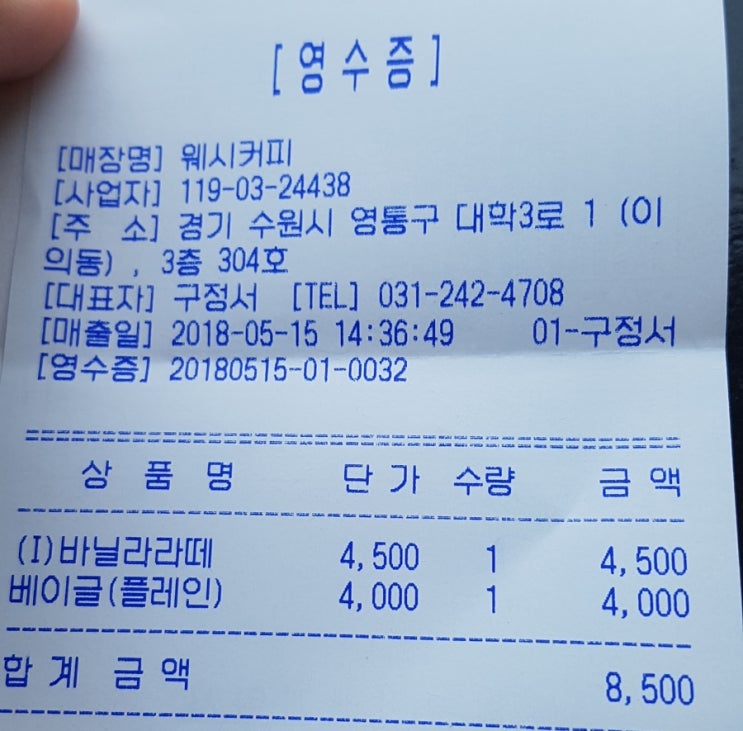 [영수증]
[매장명] 웨시커피
[사업자] 119-03-24438
[주 소] 경기 수원시 영통구 대학3로 1 (이
의동) , 3층 304호
[대표자] 구정서 [TEL] 031-242-4708
[매출일] 2018-05-15 14:36:49 01-구정서
[영수증] 20180515-01-0032
상 품 명 단 가 수량 금 액
(I)바닐라라떼 4,500 1 4,500
베이글(플레인) 4,000 1 4,000
합 계 금 액 8,500